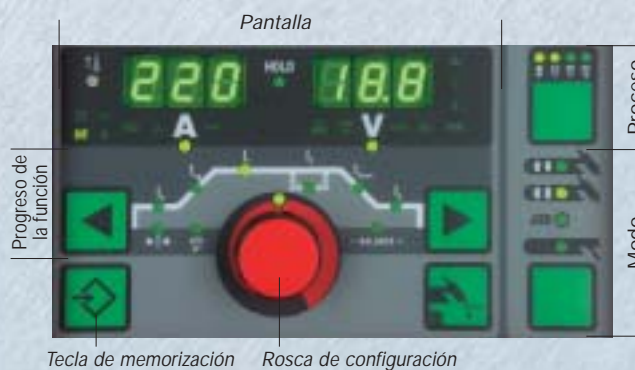 Pantalla
220
HOLD
18.8
A
V
Proceso
Progreso de
la función
Modo
Tecla de memorización
Rosca de configuración